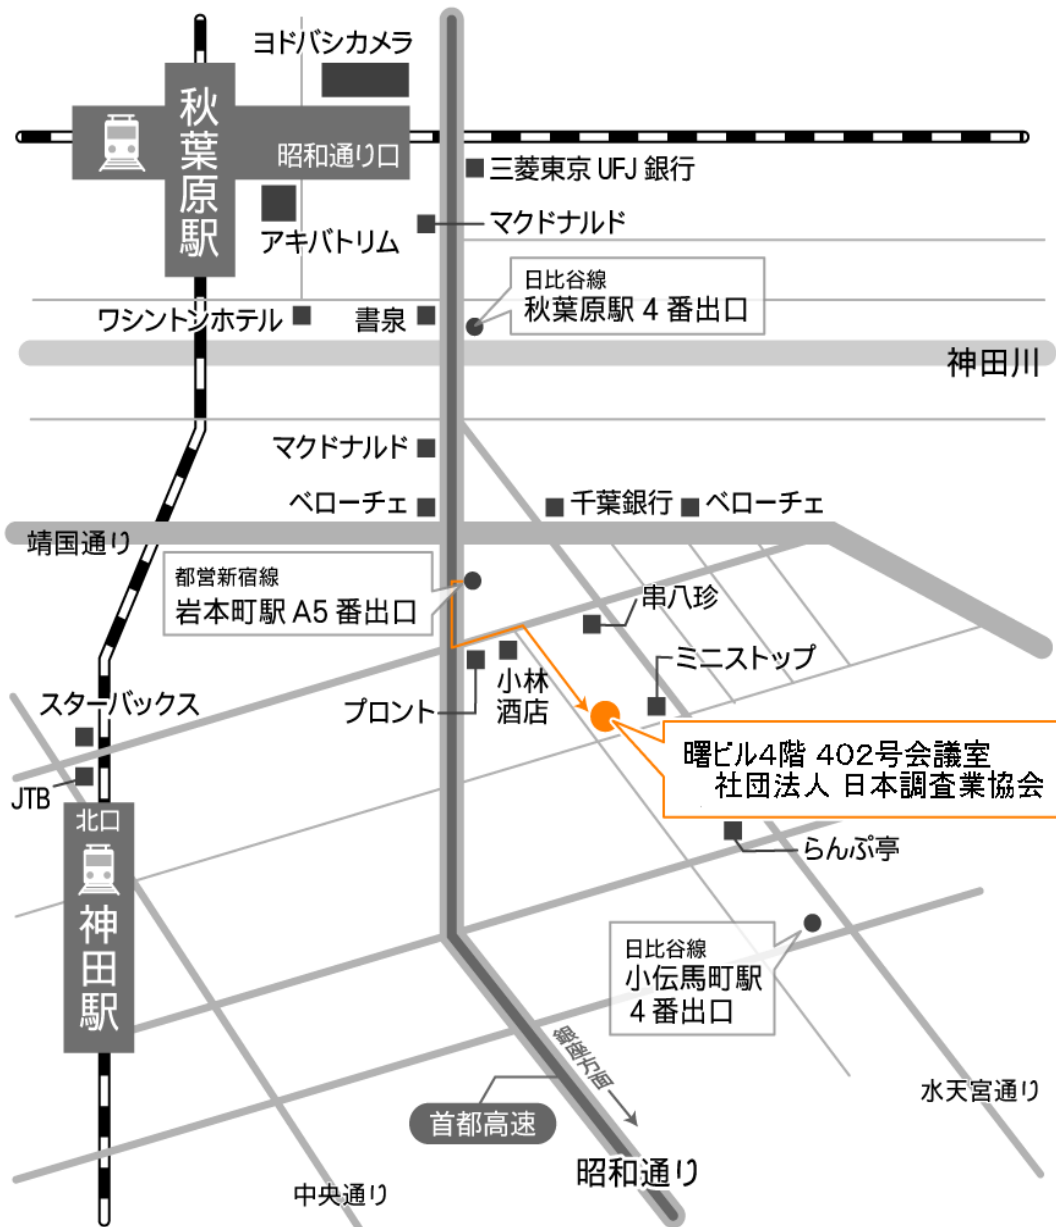 ヨドバシカメラ
秋葉原駅
昭和通り口
三菱東京 UFJ 銀行
アキバトリム
マクドナルド
日比谷線
秋葉原駅 4 番出口
ワシントンホテル
書泉
神田川
マクドナルド
ベローチェ
千葉銀行
ベローチェ
靖国通り
都営新宿線
岩本町駅 A5 番出口
串八珍
ミニストップ
小林
酒店
プロント
スターバックス
曙ビル4階 402号会議室
社団法人 日本調査業協会
JTB
北口
神田駅
らんぷ亭
日比谷線
小伝馬町駅
4 番出口
銀座方面
水天宮通り
首都高速
昭和通り
中央通り